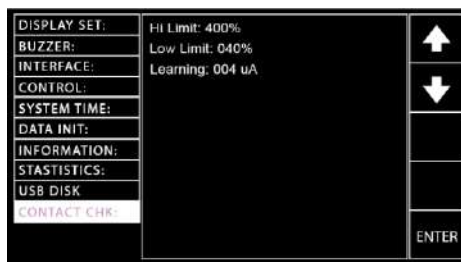 DISPLAY SET:
BUZZER:
INTERFACE:
CONTROL:
SYSTEM TIME:
DATA INIT:
INFORMATION:
STASTISTICS:
USB DISK
CONTACT CHK:
Hi Limit: 400%
Low Limit: 040%
Learning: 004 uA
ENTER